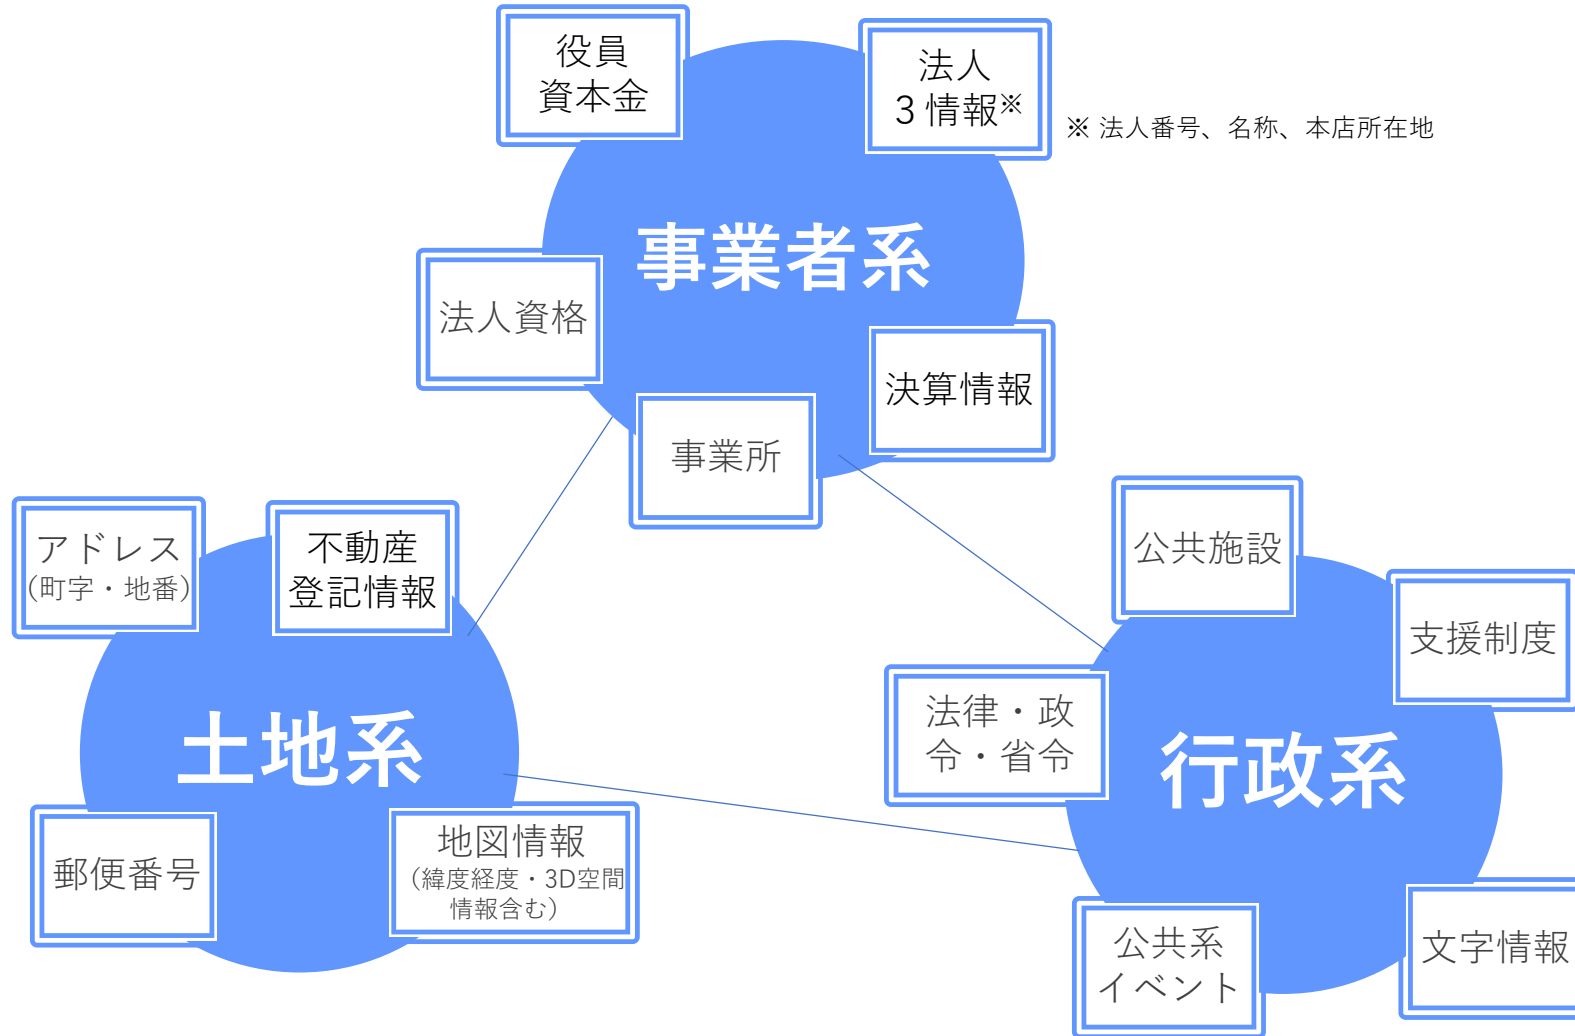 役員
資本金
法人
３情報※
※ 法人番号、名称、本店所在地
事業者系
法人資格
決算情報
事業所
アドレス
（町字・地番）
不動産
登記情報
土地系
郵便番号
地図情報
（緯度経度・3D空間
情報含む）
公共施設
支援制度
法律・政
令・省令
行政系
公共系
イベント
文字情報